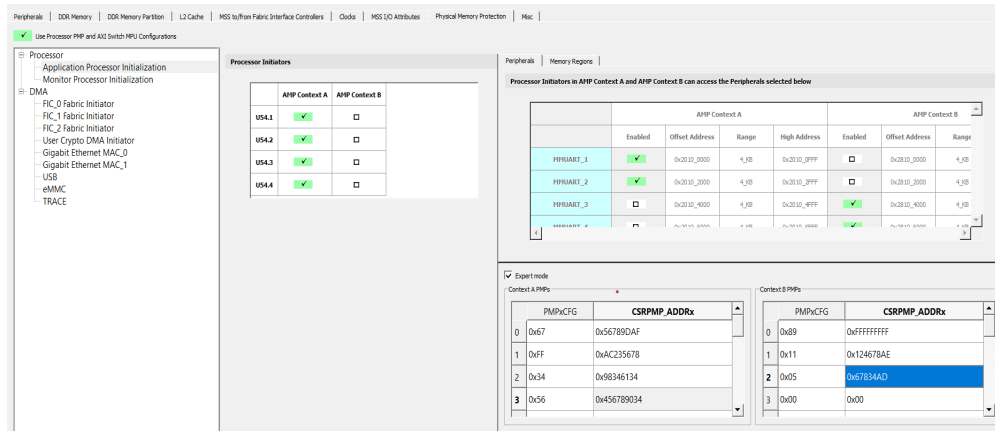 Peripherals | DDR Memory | DDR Memory Partition | L2 Cache | MSS to/from Fabric Interface Controllers | Clocks | MSS I/O Attributes | Physical Memory Protection | Misc |
Use Processor PMP and AXI Switch MPU Configurations
Processor
Application Processor Initialization
Monitor Processor Initialization
DMA
FIC_0 Fabric Initiator
FIC_1 Fabric Initiator
FIC_2 Fabric Initiator
User Crypto DMA Initiator
Gigabit Ethernet MAC_0
Gigabit Ethernet MAC_1
USB
eMMC
TRACE
Processor Initiators
AMP Context A AMP Context B
U54.1
U54.2
U54.3
U54.4
Peripherals | Memory Regions |
Processor Initiators in AMP Context A and AMP Context B can access the Peripherals selected below
AMP Context A AMP Context B
Enabled Offset Address Range High Address Enabled Offset Address Range
MMUART_1 0x2010_0000 4_KB 0x2010_0FFF 0x2810_0000 4_KB
MMUART_2 0x2010_2000 4_KB 0x2010_2FFF 0x2810_2000 4_KB
MMUART_3 0x2010_4000 4_KB 0x2010_4FFF 0x2810_4000 4_KB
MMUART_4 0x2010_6000 4_KB 0x2010_6FFF 0x2810_6000 4_KB
Expert mode
Context A PMPs
PMPxCFG CSRPMP_ADDRx
0 0x67 0x56789DAF
1 0xFF 0xAC235678
2 0x34 0x98346134
3 0x56 0x456789034
Context B PMPs
PMPxCFG CSRPMP_ADDRx
0 0x89 0xFFFFFFFFF
1 0x11 0x124678AE
2 0x05 0x67834AD
3 0x00 0x00